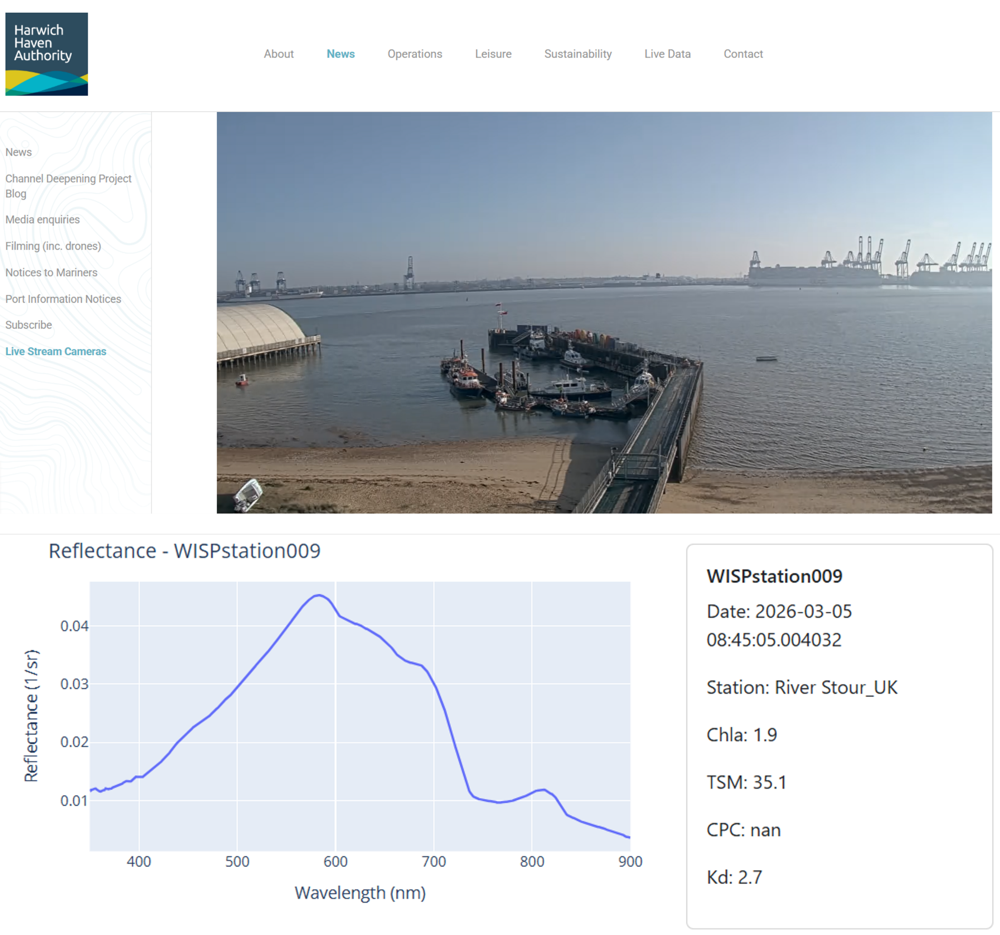 Harwich
Haven
Authority
About News Operations Leisure Sustainability Live Data Contact
News
Channel Deepening Project
Blog
Media enquiries
Filming (inc. drones)
Notices to Mariners
Port Information Notices
Subscribe
Live Stream Cameras
Reflectance - WISPstation009
Reflectance (1/sr)
0.04
0.03
0.02
0.01
400 500 600 700 800 900
Wavelength (nm)
WISPstation009
Date: 2026-03-05
08:45:05.004032
Station: River Stour_UK
Chla: 1.9
TSM: 35.1
CPC: nan
Kd: 2.7